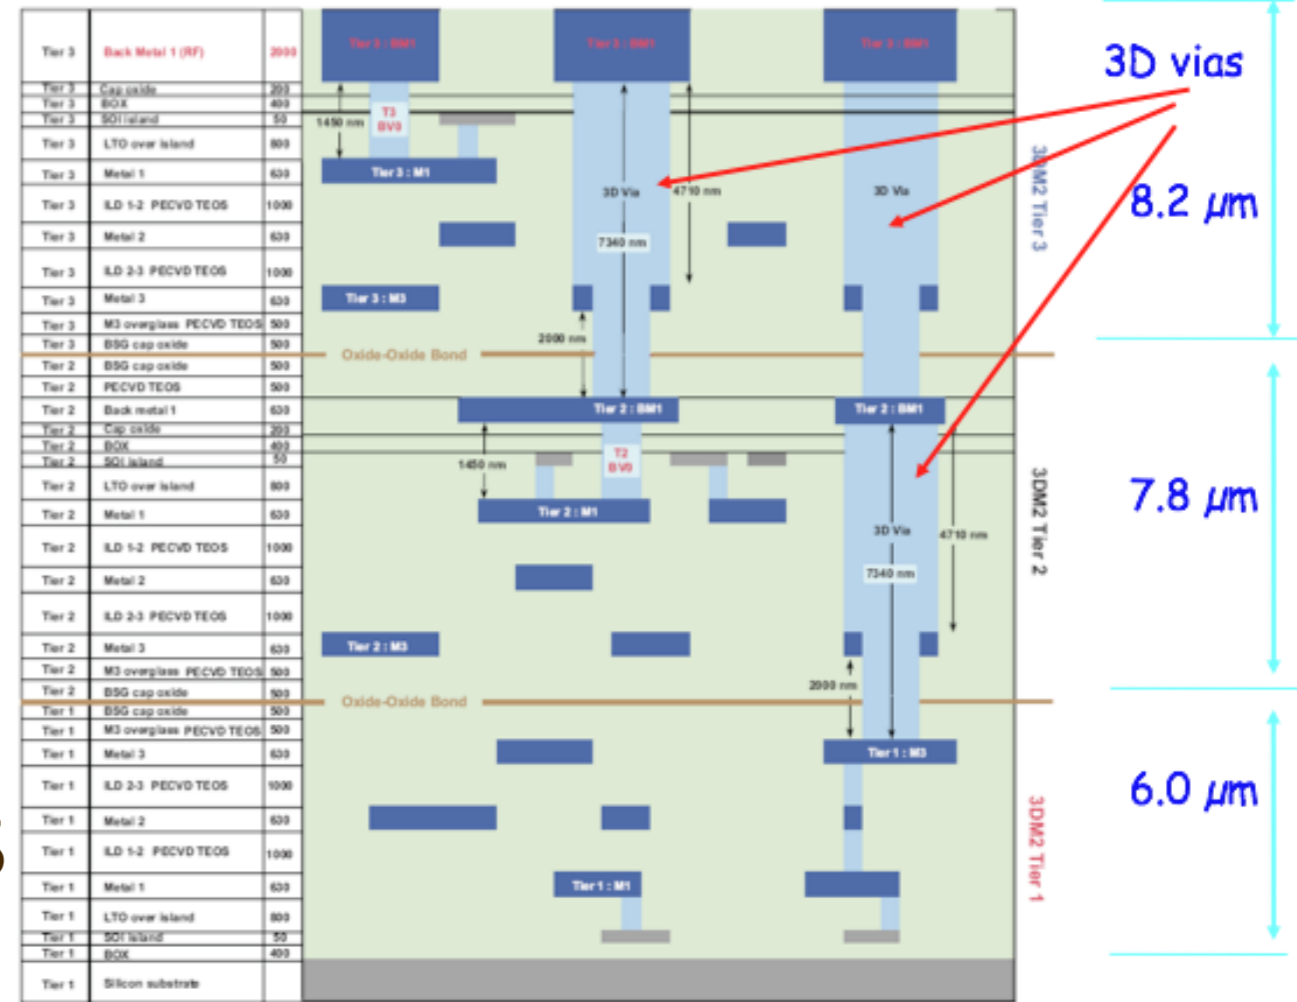 Tier 3 Back Metal 1 (RF) 2000
Tier 3 Cap oxide 200
Tier 3 BOX 400
Tier 3 SOI island 50
Tier 3 LTO over island 800
Tier 3 Metal 1 630
Tier 3 ILD 1-2 PECVD TEOS 1000
Tier 3 Metal 2 630
Tier 3 ILD 2-3 PECVD TEOS 1000
Tier 3 Metal 3 630
Tier 3 M3 overglass PECVD TEOS 500
Tier 3 BSG cap oxide 500
Tier 2 BSG cap oxide 500
Tier 2 PECVD TEOS 500
Tier 2 Back metal 1 630
Tier 2 Cap oxide 200
Tier 2 BOX 400
Tier 2 SOI island 50
Tier 2 LTO over island 800
Tier 2 Metal 1 630
Tier 2 ILD 1-2 PECVD TEOS 1000
Tier 2 Metal 2 630
Tier 2 ILD 2-3 PECVD TEOS 1000
Tier 2 Metal 3 630
Tier 2 M3 overglass PECVD TEOS 500
Tier 2 BSG cap oxide 500
Tier 1 BSG cap oxide 500
Tier 1 M3 overglass PECVD TEOS 500
Tier 1 Metal 3 630
Tier 1 ILD 2-3 PECVD TEOS 1000
Tier 1 Metal 2 630
Tier 1 ILD 1-2 PECVD TEOS 1000
Tier 1 Metal 1 630
Tier 1 LTO over island 800
Tier 1 SOI island 50
Tier 1 BOX 400
Tier 1 Silicon substrate
Tier 3 : BM1
Tier 3 : BM1
Tier 3 : BM1
1450 nm
T3
BV0
Tier 3 : M1
3D Via
4710 nm
3D Via
7340 nm
Tier 3 : M3
2000 nm
Oxide-Oxide Bond
Tier 2 : BM1
Tier 2 : BM1
1450 nm
T2
BV0
Tier 2 : M1
3D Via
4710 nm
7340 nm
Tier 2 : M3
2000 nm
Oxide-Oxide Bond
Tier 1 : M3
Tier 1 : M1
3DM2 Tier 3
3DM2 Tier 2
3DM2 Tier 1
3D vias
8.2 μm
7.8 μm
6.0 μm